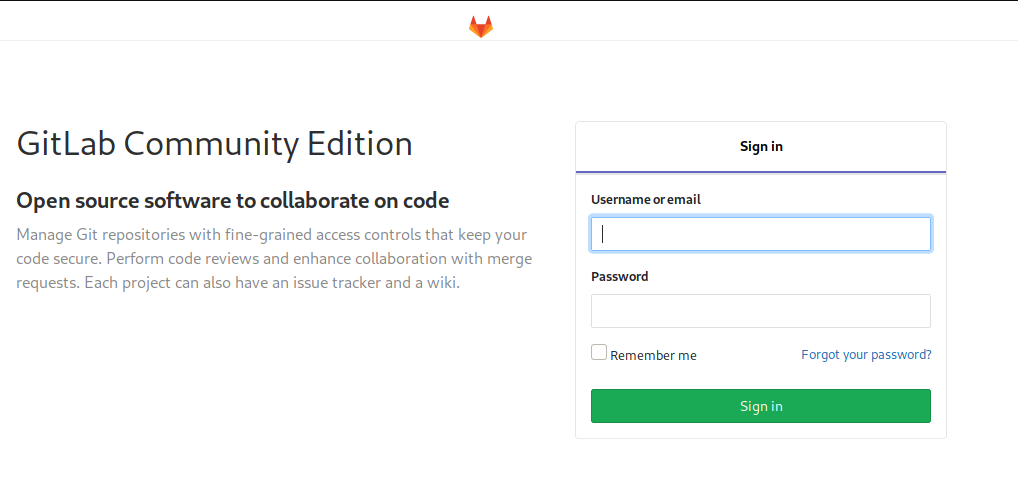 GitLab Community Edition
Open source software to collaborate on code
Manage Git repositories with fine-grained access controls that keep your
code secure. Perform code reviews and enhance collaboration with merge
requests. Each project can also have an issue tracker and a wiki.
Sign in
Username or email
Password
Remember me
Forgot your password?
Sign in